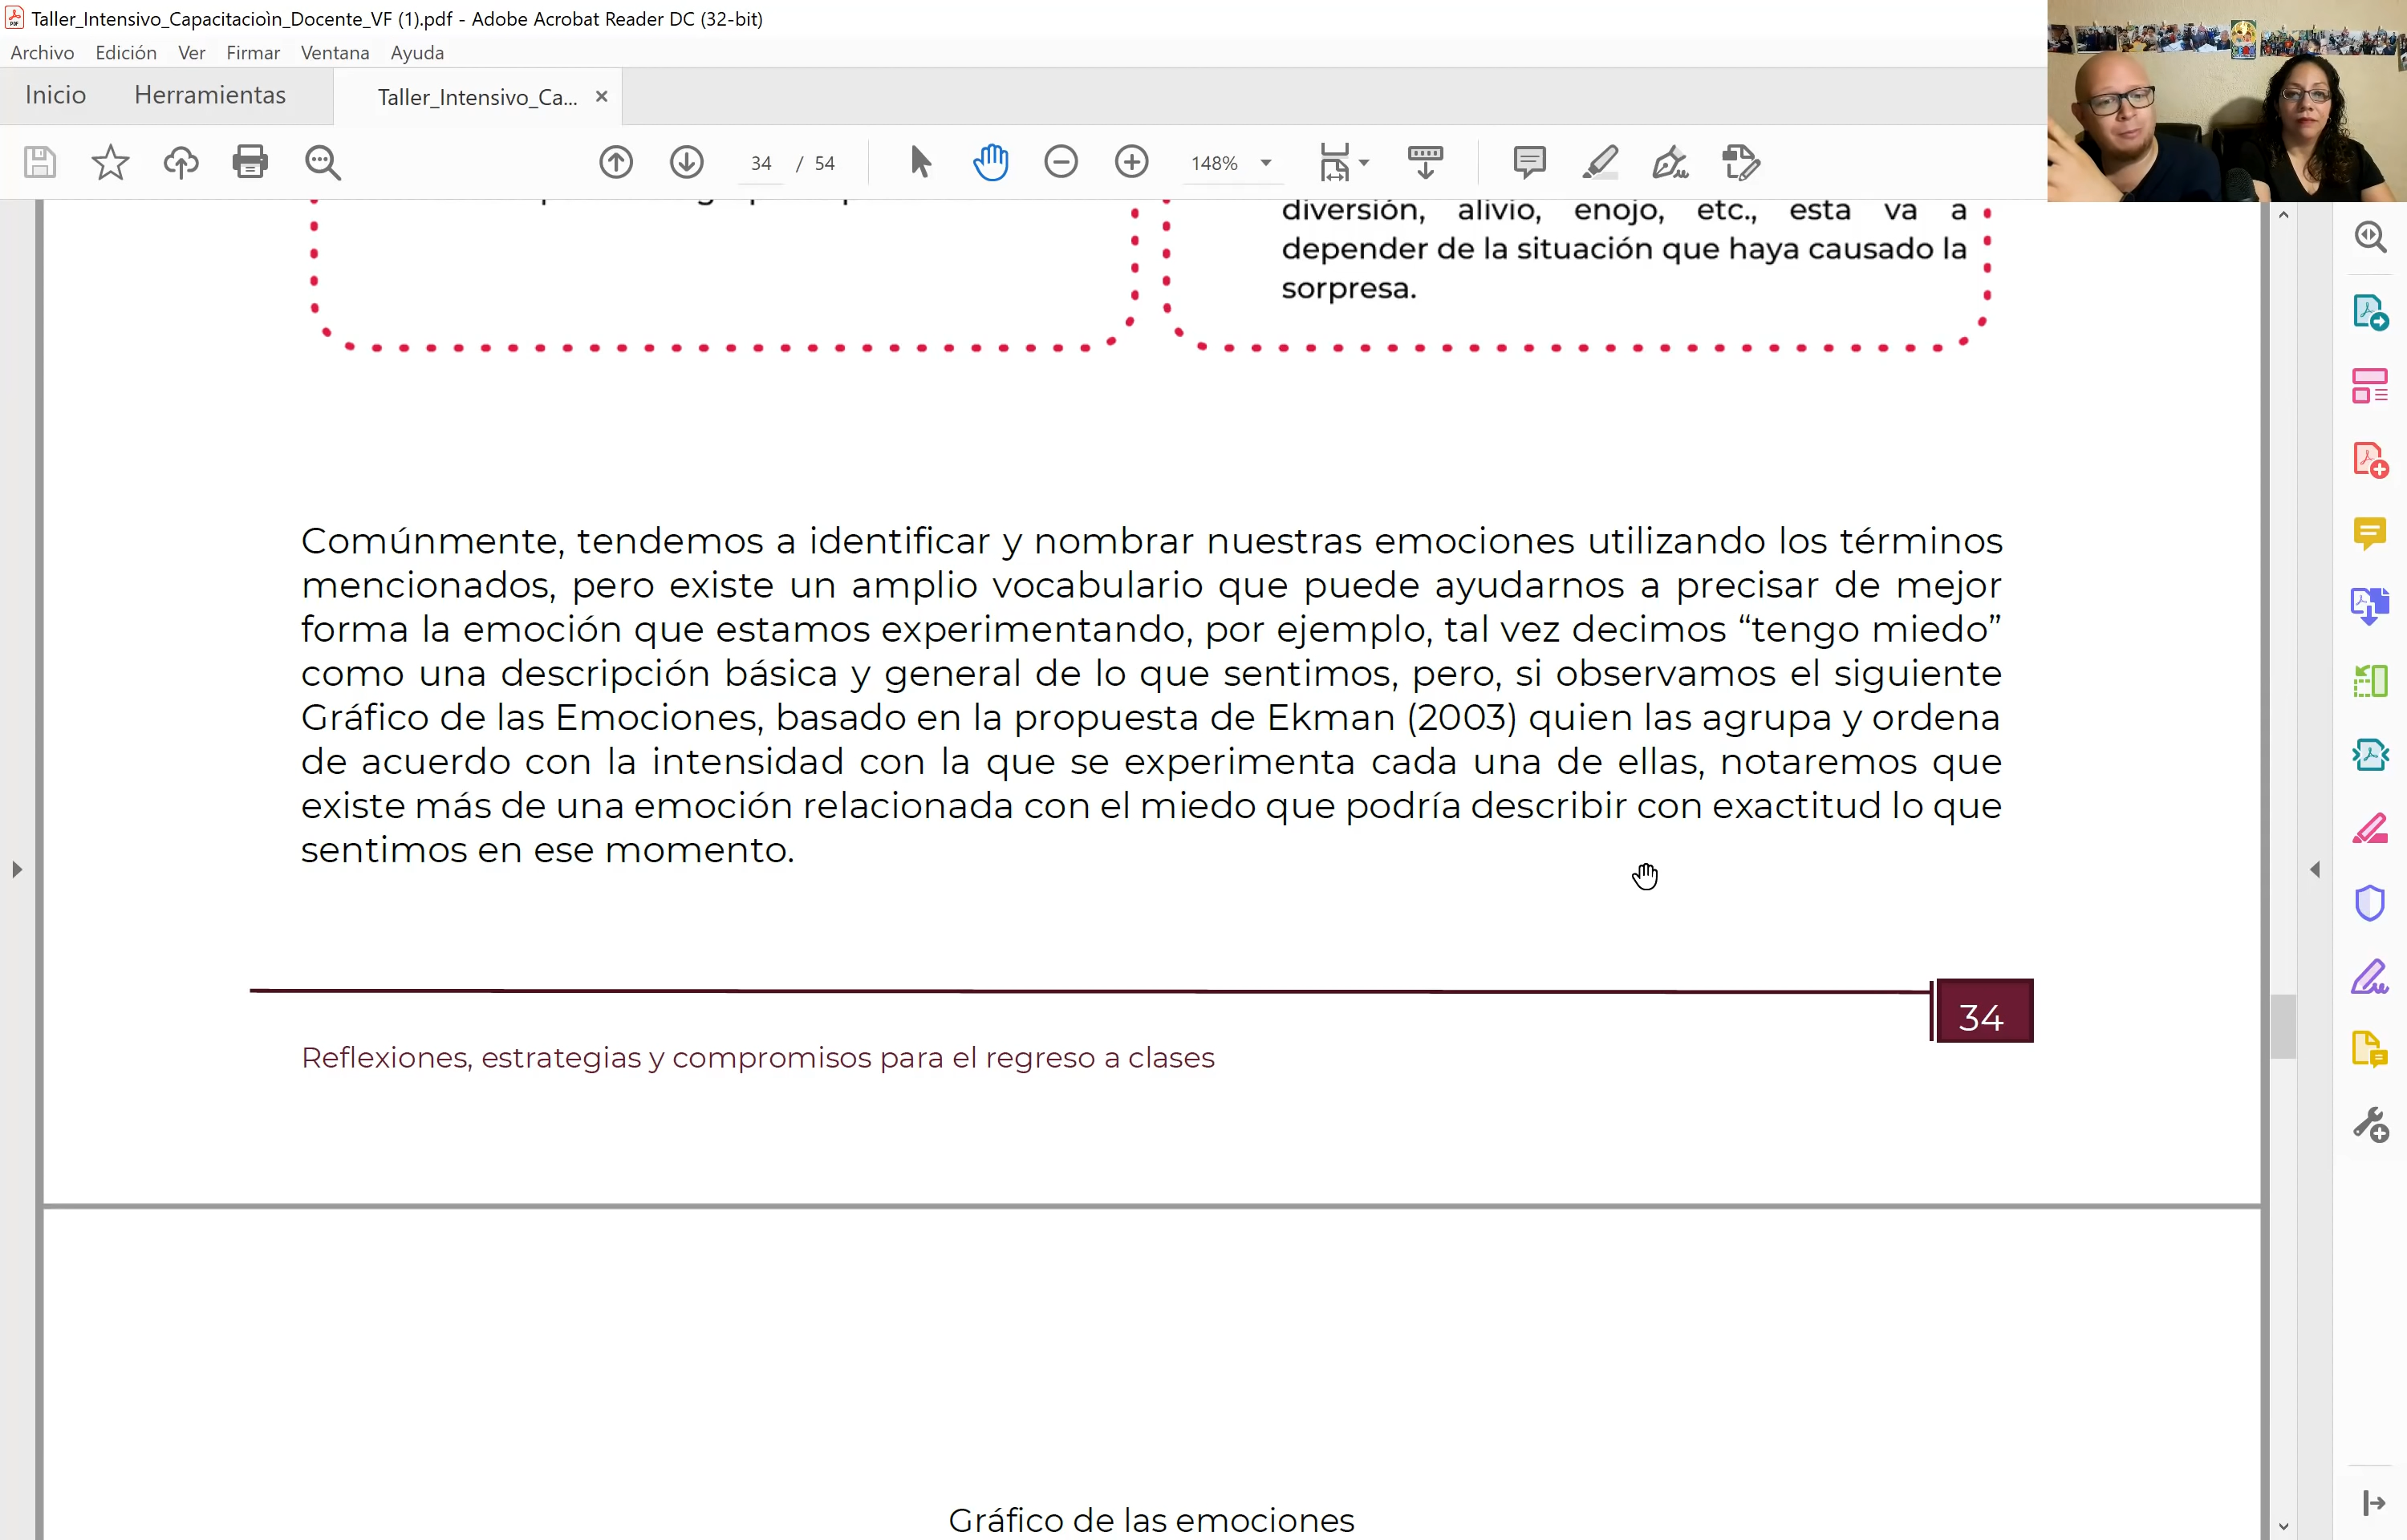 Taller_Intensivo_Capacitacioìn_Docente_VF (1).pdf - Adobe Acrobat Reader DC (32-bit)
Archivo Edición Ver Firmar Ventana Ayuda
Inicio Herramientas Taller_Intensivo_Ca... ×
34 / 54 148%
diversión, alivio, enojo, etc., esta va a
depender de la situación que haya causado la
sorpresa.
Comúnmente, tendemos a identificar y nombrar nuestras emociones utilizando los términos
mencionados, pero existe un amplio vocabulario que puede ayudarnos a precisar de mejor
forma la emoción que estamos experimentando, por ejemplo, tal vez decimos “tengo miedo”
como una descripción básica y general de lo que sentimos, pero, si observamos el siguiente
Gráfico de las Emociones, basado en la propuesta de Ekman (2003) quien las agrupa y ordena
de acuerdo con la intensidad con la que se experimenta cada una de ellas, notaremos que
existe más de una emoción relacionada con el miedo que podría describir con exactitud lo que
sentimos en ese momento.
34
Reflexiones, estrategias y compromisos para el regreso a clases
Gráfico de las emociones